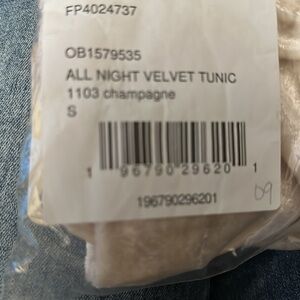 FP4024737
OB1579535
ALL NIGHT VELVET TUNIC
1103 champagne
S
1 96790 29620 1
196790296201
09